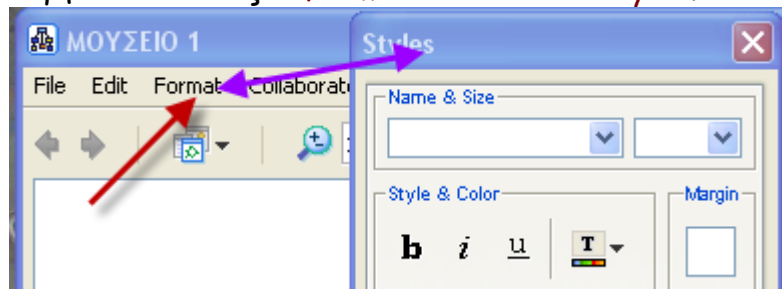 ΜΟΥΣΕΙΟ 1
Styles
File Edit Format Collaborate
Name & Size
Style & Color
Margin
b i u T